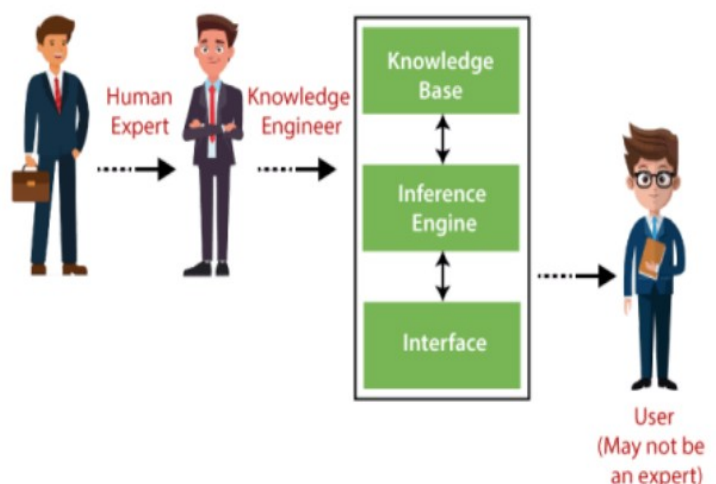 Human
Expert
Knowledge
Engineer
Knowledge
Base
Inference
Engine
Interface
User
(May not be
an expert)